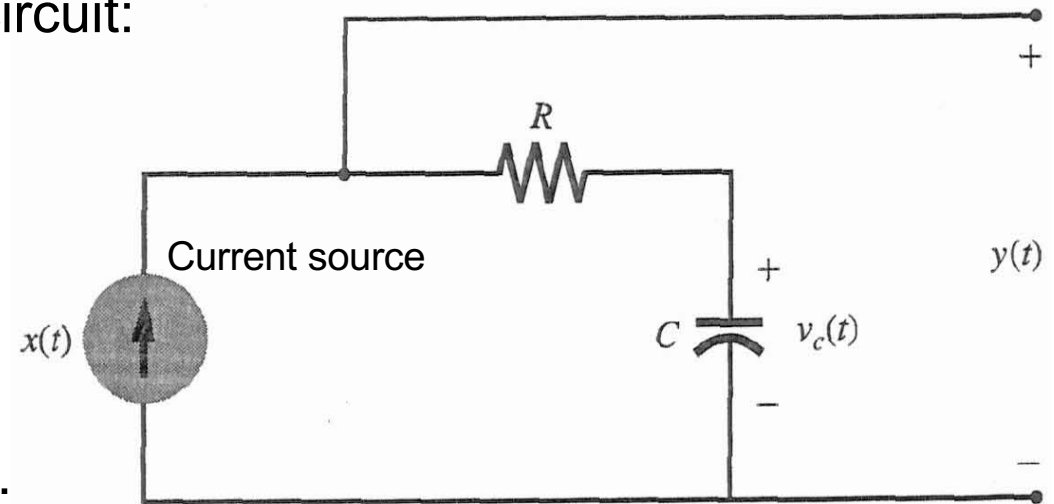 ircuit:
+
R
Current source
+
y(t)
x(t)
C
v_c(t)
−
−
.